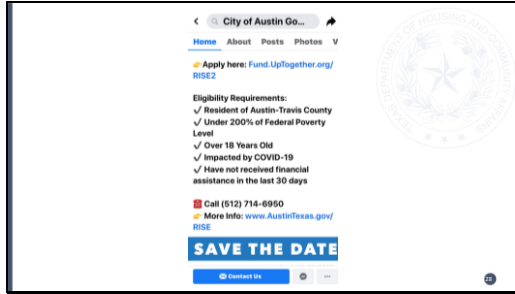 City of Austin Go...
Home About Posts Photos V
👉Apply here: Fund.UpTogether.org/
RISE2
Eligibility Requirements:
✓ Resident of Austin-Travis County
✓ Under 200% of Federal Poverty
Level
✓ Over 18 Years Old
✓ Impacted by COVID-19
✓ Have not received financial
assistance in the last 30 days
☎️ Call (512) 714-6950
👉 More Info: www.AustinTexas.gov/
RISE
SAVE THE DATE
Contact Us
28